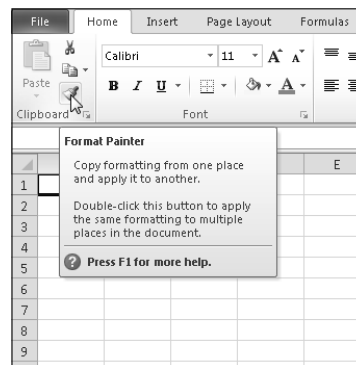 File Home Insert Page Layout Formulas
Calibri 11 A A
Paste B I U A
Clipboard Font
Format Painter
E
Copy formatting from one place
and apply it to another.
1
Double-click this button to apply
2
the same formatting to multiple
3
places in the document.
4
Press F1 for more help.
5
6
7
8
9